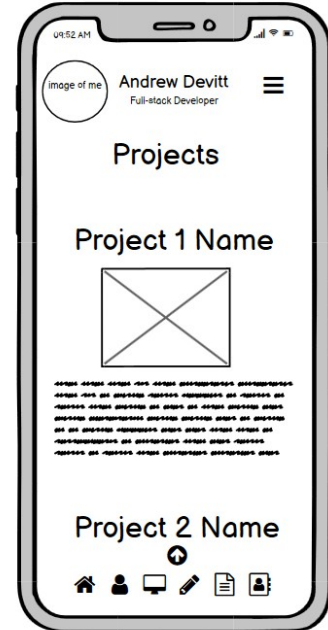 09:52 AM
image of me
Andrew Devitt
Full-stack Developer
Projects
Project 1 Name
Project 2 Name